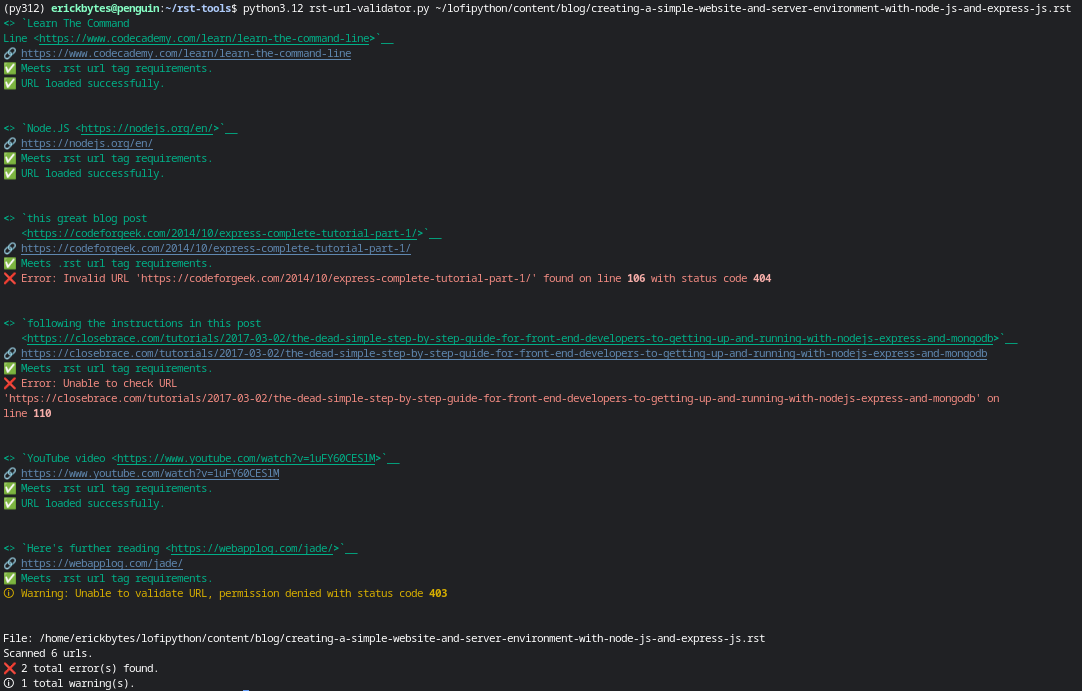 (py312) erickbytes@penguin:~/rst-tools$ python3.12 rst-url-validator.py ~/lofipython/content/blog/creating-a-simple-website-and-server-environment-with-node-js-and-express-js.rst
<> `Learn The Command
Line <https://www.codecademy.com/learn/learn-the-command-line>`__
🔗 https://www.codecademy.com/learn/learn-the-command-line
✅ Meets .rst url tag requirements.
✅ URL loaded successfully.
<> `Node.JS <https://nodejs.org/en/>`__
🔗 https://nodejs.org/en/
✅ Meets .rst url tag requirements.
✅ URL loaded successfully.
<> `this great blog post
<https://codeforgeek.com/2014/10/express-complete-tutorial-part-1/>`__
🔗 https://codeforgeek.com/2014/10/express-complete-tutorial-part-1/
✅ Meets .rst url tag requirements.
❌ Error: Invalid URL 'https://codeforgeek.com/2014/10/express-complete-tutorial-part-1/' found on line 106 with status code 404
<> `following the instructions in this post
<https://closebrace.com/tutorials/2017-03-02/the-dead-simple-step-by-step-guide-for-front-end-developers-to-getting-up-and-running-with-nodejs-express-and-mongodb>`__
🔗 https://closebrace.com/tutorials/2017-03-02/the-dead-simple-step-by-step-guide-for-front-end-developers-to-getting-up-and-running-with-nodejs-express-and-mongodb
✅ Meets .rst url tag requirements.
❌ Error: Unable to check URL
'https://closebrace.com/tutorials/2017-03-02/the-dead-simple-step-by-step-guide-for-front-end-developers-to-getting-up-and-running-with-nodejs-express-and-mongodb' on
line 110
<> `YouTube video <https://www.youtube.com/watch?v=1uFY60CESlM>`__
🔗 https://www.youtube.com/watch?v=1uFY60CESlM
✅ Meets .rst url tag requirements.
✅ URL loaded successfully.
<> `Here's further reading <https://webapplog.com/jade/>`__
🔗 https://webapplog.com/jade/
✅ Meets .rst url tag requirements.
ⓘ Warning: Unable to validate URL, permission denied with status code 403
File: /home/erickbytes/lofipython/content/blog/creating-a-simple-website-and-server-environment-with-node-js-and-express-js.rst
Scanned 6 urls.
❌ 2 total error(s) found.
ⓘ 1 total warning(s).